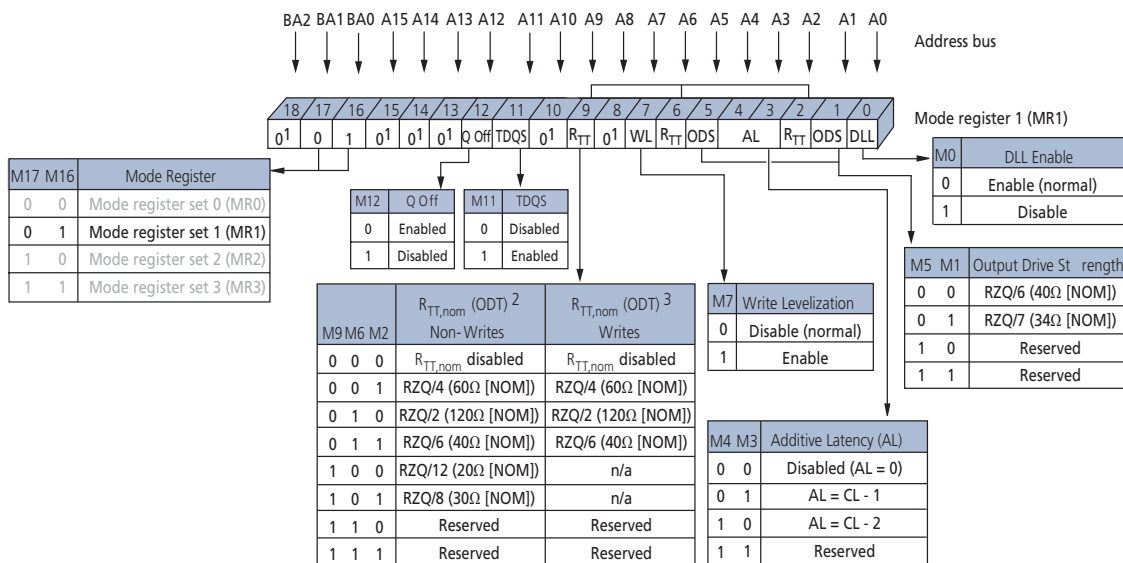 BA2 BA1 BA0 A15 A14 A13 A12 A11 A10 A9 A8 A7 A6 A5 A4 A3 A2 A1 A0
Address bus
18 17 16 15 14 13 12 11 10 9 8 7 6 5 4 3 2 1 0
Mode register 1 (MR1)
0¹ 0 1 0¹ 0¹ 0¹ Q Off TDQS 0¹ RTT 0¹ WL RTT ODS AL RTT ODS DLL
M17 M16 Mode Register
0 0 Mode register set 0 (MR0)
0 1 Mode register set 1 (MR1)
1 0 Mode register set 2 (MR2)
1 1 Mode register set 3 (MR3)
M12 Q Off
0 Enabled
1 Disabled
M11 TDQS
0 Disabled
1 Enabled
M0 DLL Enable
0 Enable (normal)
1 Disable
M5 M1 Output Drive St rength
0 0 RZQ/6 (40Ω [NOM])
0 1 RZQ/7 (34Ω [NOM])
1 0 Reserved
1 1 Reserved
M7 Write Levelization
0 Disable (normal)
1 Enable
RTT,nom (ODT) 2 RTT,nom (ODT) 3
M9 M6 M2 Non-Writes Writes
0 0 0 RTT,nom disabled RTT,nom disabled
0 0 1 RZQ/4 (60Ω [NOM]) RZQ/4 (60Ω [NOM])
0 1 0 RZQ/2 (120Ω [NOM]) RZQ/2 (120Ω [NOM])
0 1 1 RZQ/6 (40Ω [NOM]) RZQ/6 (40Ω [NOM])
1 0 0 RZQ/12 (20Ω [NOM]) n/a
1 0 1 RZQ/8 (30Ω [NOM]) n/a
1 1 0 Reserved Reserved
1 1 1 Reserved Reserved
M4 M3 Additive Latency (AL)
0 0 Disabled (AL = 0)
0 1 AL = CL - 1
1 0 AL = CL - 2
1 1 Reserved